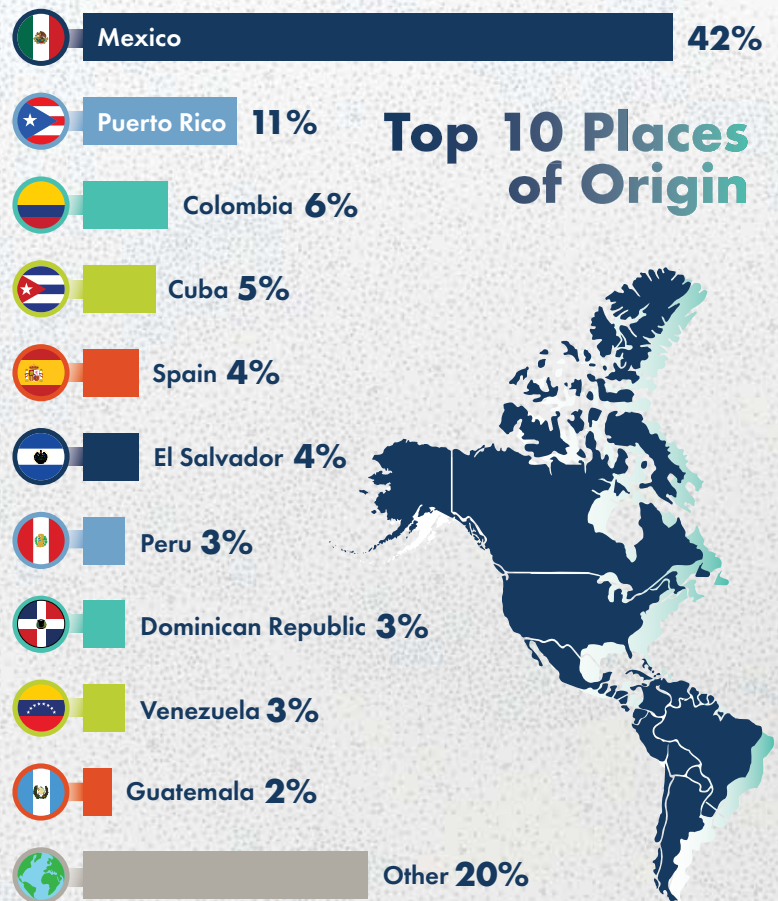 Mexico 42%
Top 10 Places
of Origin
Puerto Rico 11%
Colombia 6%
Cuba 5%
Spain 4%
El Salvador 4%
Peru 3%
Dominican Republic 3%
Venezuela 3%
Guatemala 2%
Other 20%